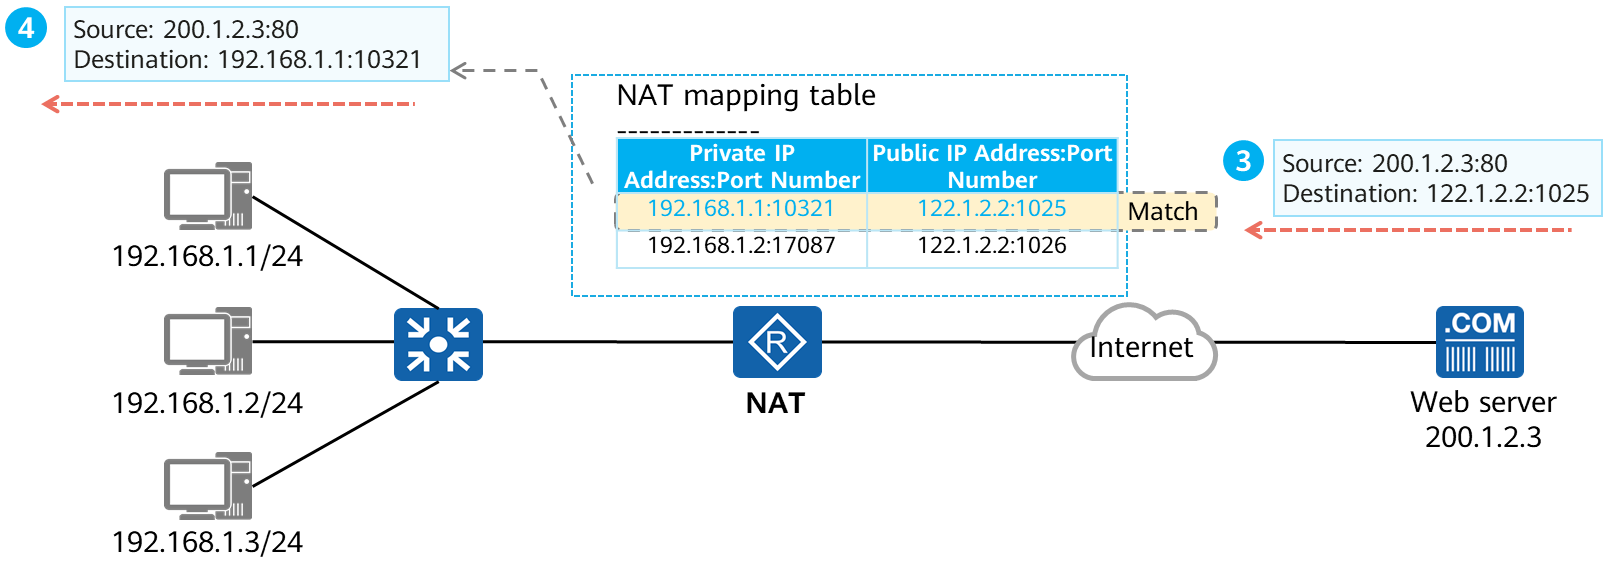 4
Source: 200.1.2.3:80
Destination: 192.168.1.1:10321
NAT mapping table
Private IP
Address:Port Number
Public IP Address:Port
Number
192.168.1.1:10321
122.1.2.2:1025
Match
192.168.1.2:17087
122.1.2.2:1026
3
Source: 200.1.2.3:80
Destination: 122.1.2.2:1025
192.168.1.1/24
192.168.1.2/24
192.168.1.3/24
R
NAT
Internet
.COM
Web server
200.1.2.3